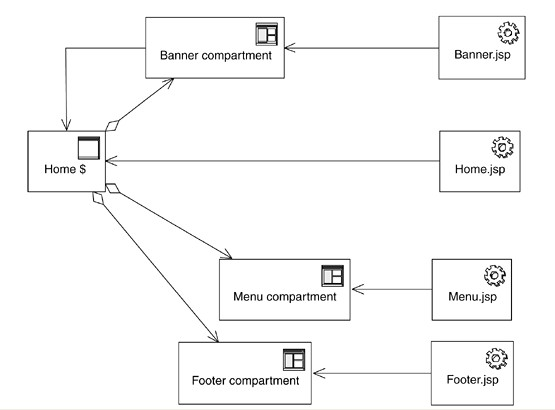 Banner compartment
Banner.jsp
Home $
Home.jsp
Menu compartment
Menu.jsp
Footer compartment
Footer.jsp